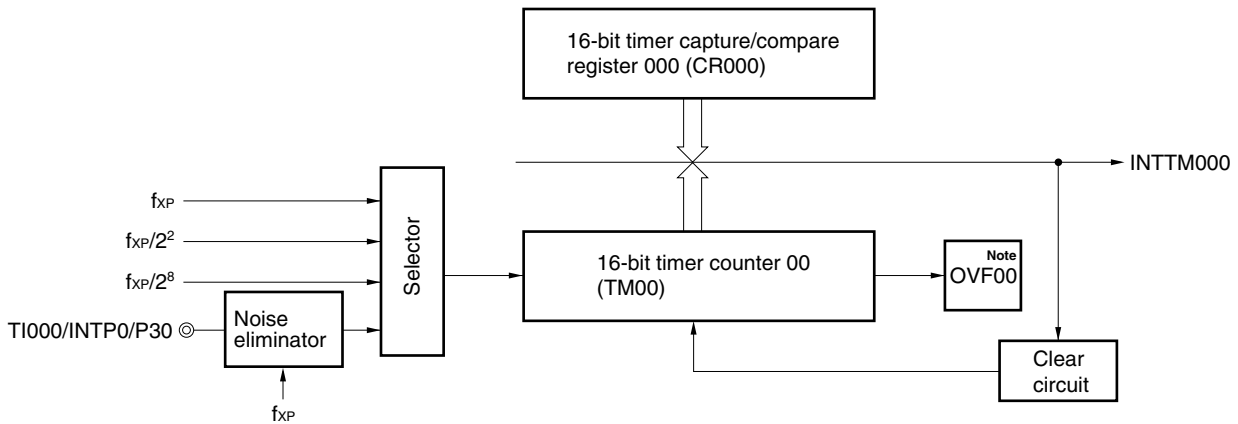 16-bit timer capture/compare
register 000 (CR000)
INTTM000
fXP
fXP/2²
fXP/2⁸
TI000/INTP0/P30
Noise
eliminator
fXP
Selector
16-bit timer counter 00
(TM00)
Note
OVF00
Clear
circuit